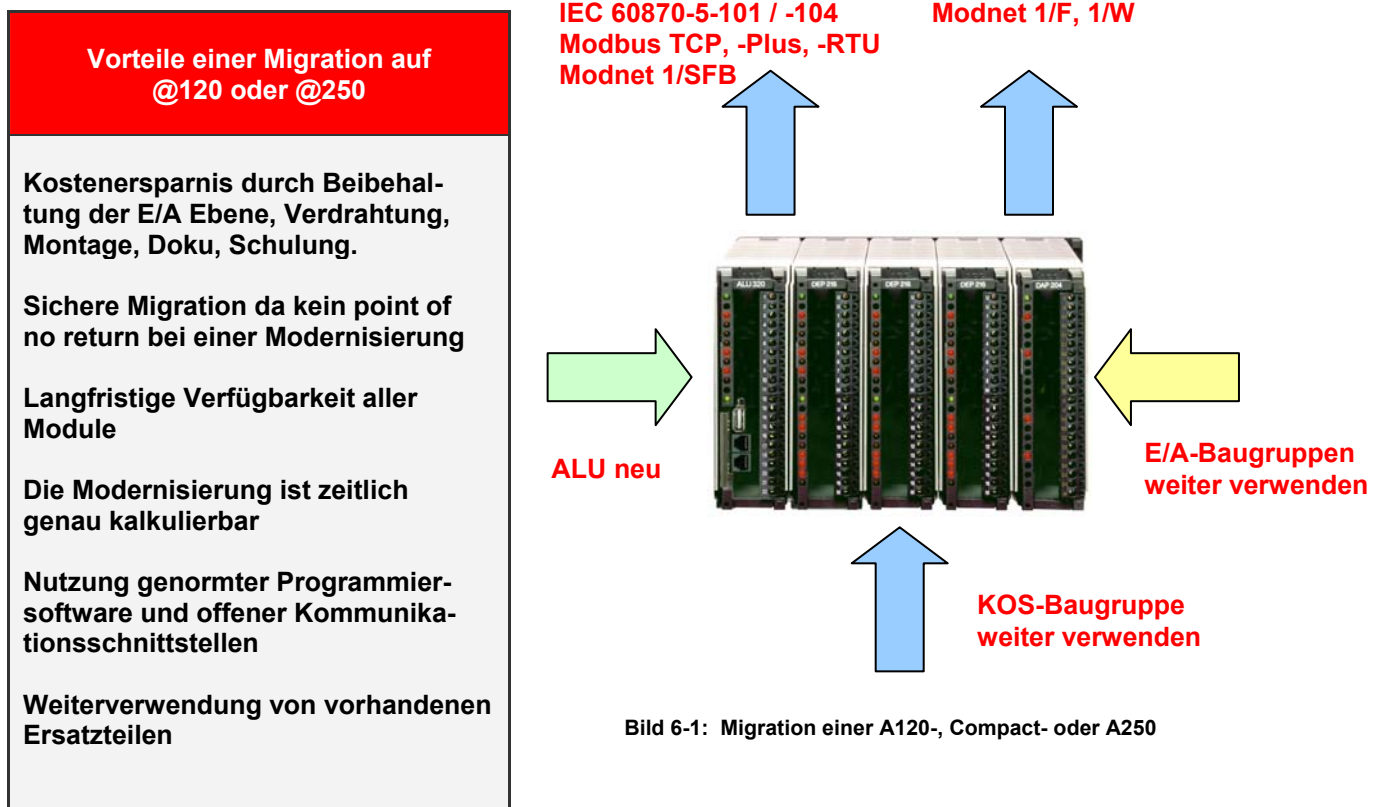 Vorteile einer Migration auf
@120 oder @250
Kostenersparnis durch Beibehal-
tung der E/A Ebene, Verdrahtung,
Montage, Doku, Schulung.
Sichere Migration da kein point of
no return bei einer Modernisierung
Langfristige Verfügbarkeit aller
Module
Die Modernisierung ist zeitlich
genau kalkulierbar
Nutzung genormter Programmier-
software und offener Kommunika-
tionsschnittstellen
Weiterverwendung von vorhandenen
Ersatzteilen
IEC 60870-5-101 / -104
Modbus TCP, -Plus, -RTU
Modnet 1/SFB
Modnet 1/F, 1/W
ALU 320
DEP 216
DEP 216
DEP 216
DAP 204
ALU neu
E/A-Baugruppen
weiter verwenden
KOS-Baugruppe
weiter verwenden
Bild 6-1: Migration einer A120-, Compact- oder A250